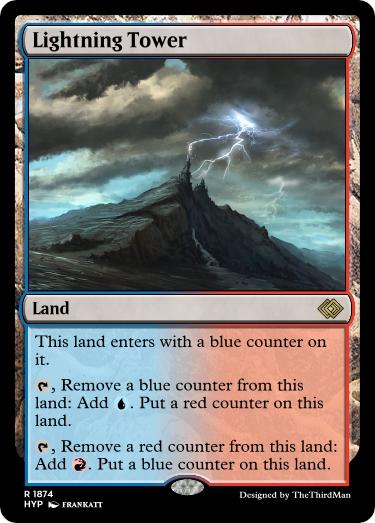 Lightning Tower
Land
This land enters with a blue counter on
it.
, Remove a blue counter from this
land: Add . Put a red counter on this
land.
, Remove a red counter from this land:
Add . Put a blue counter on this land.
R 1874
HYP FRANKATT
Designed by TheThirdMan